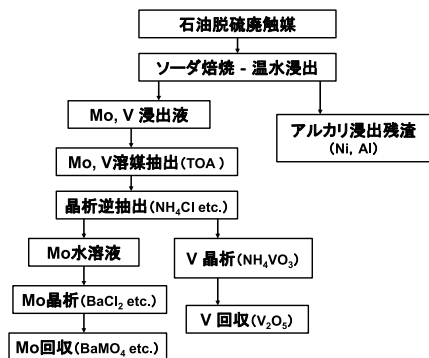 石油脱硫廃触媒
ソーダ焙焼 - 温水浸出
Mo, V 浸出液
アルカリ浸出残渣
(Ni, Al)
Mo, V溶媒抽出(TOA)
晶析逆抽出(NH₄Cl etc.)
Mo水溶液
V 晶析(NH₄VO₃)
Mo晶析(BaCl₂ etc.)
V 回収(V₂O₅)
Mo回収(BaMO₄ etc.)